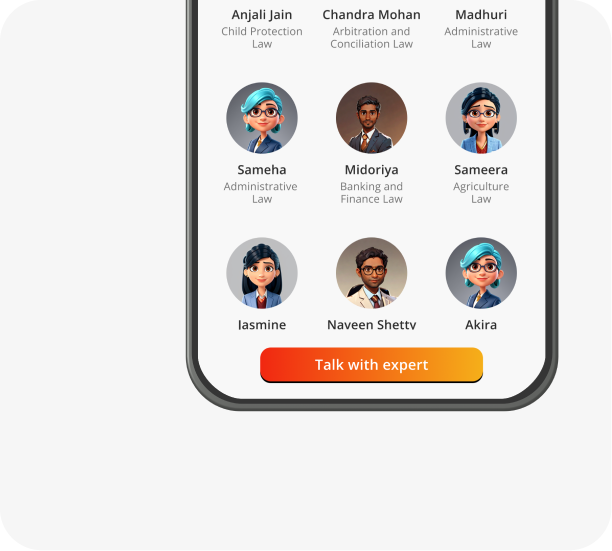 Anjali Jain Chandra Mohan Madhuri
Child Protection Arbitration and Administrative
Law Conciliation Law Law
Sameha Midoriya Sameera
Administrative Banking and Agriculture
Law Finance Law Law
Jasmine Naveen Shetty Akira
Talk with expert